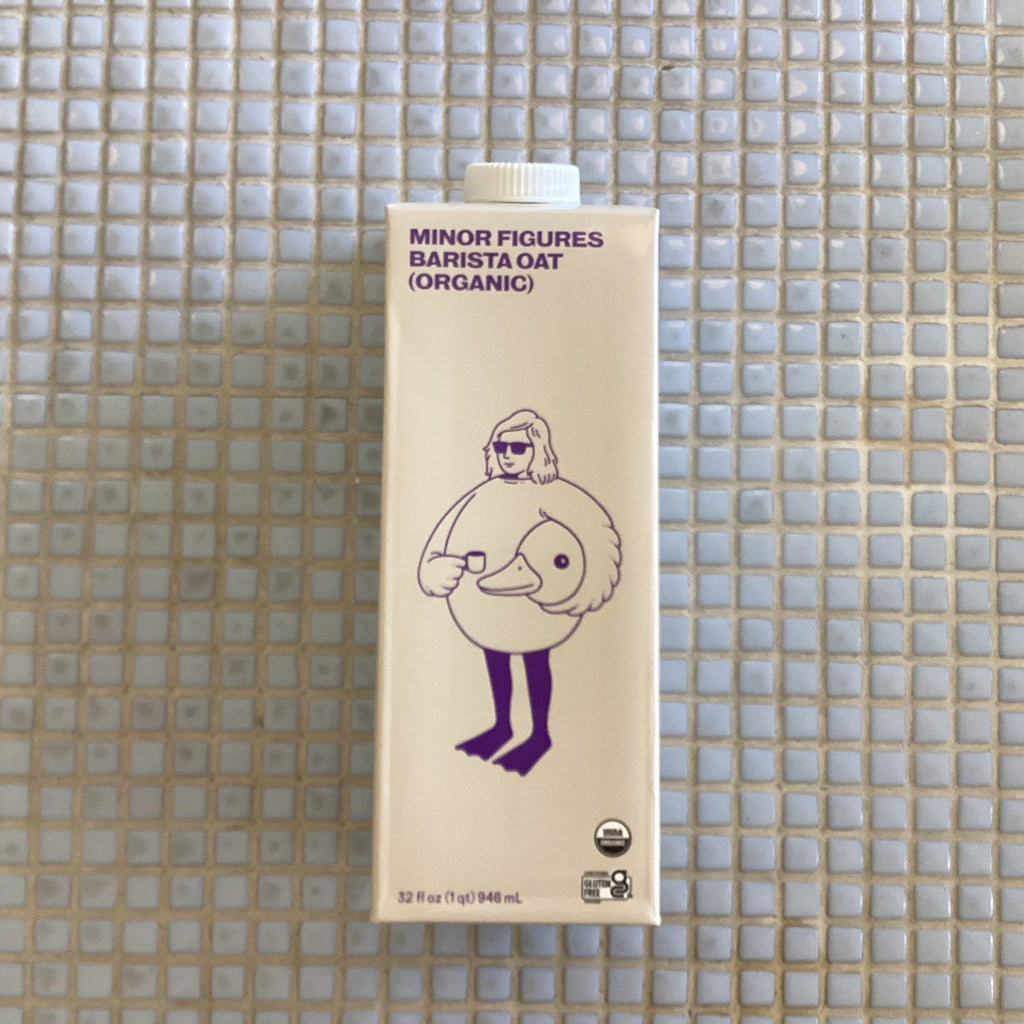 MINOR FIGURES
BARISTA OAT
(ORGANIC)
USDA
ORGANIC
GLUTEN
FREE
32 fl oz (1 qt) 946 mL